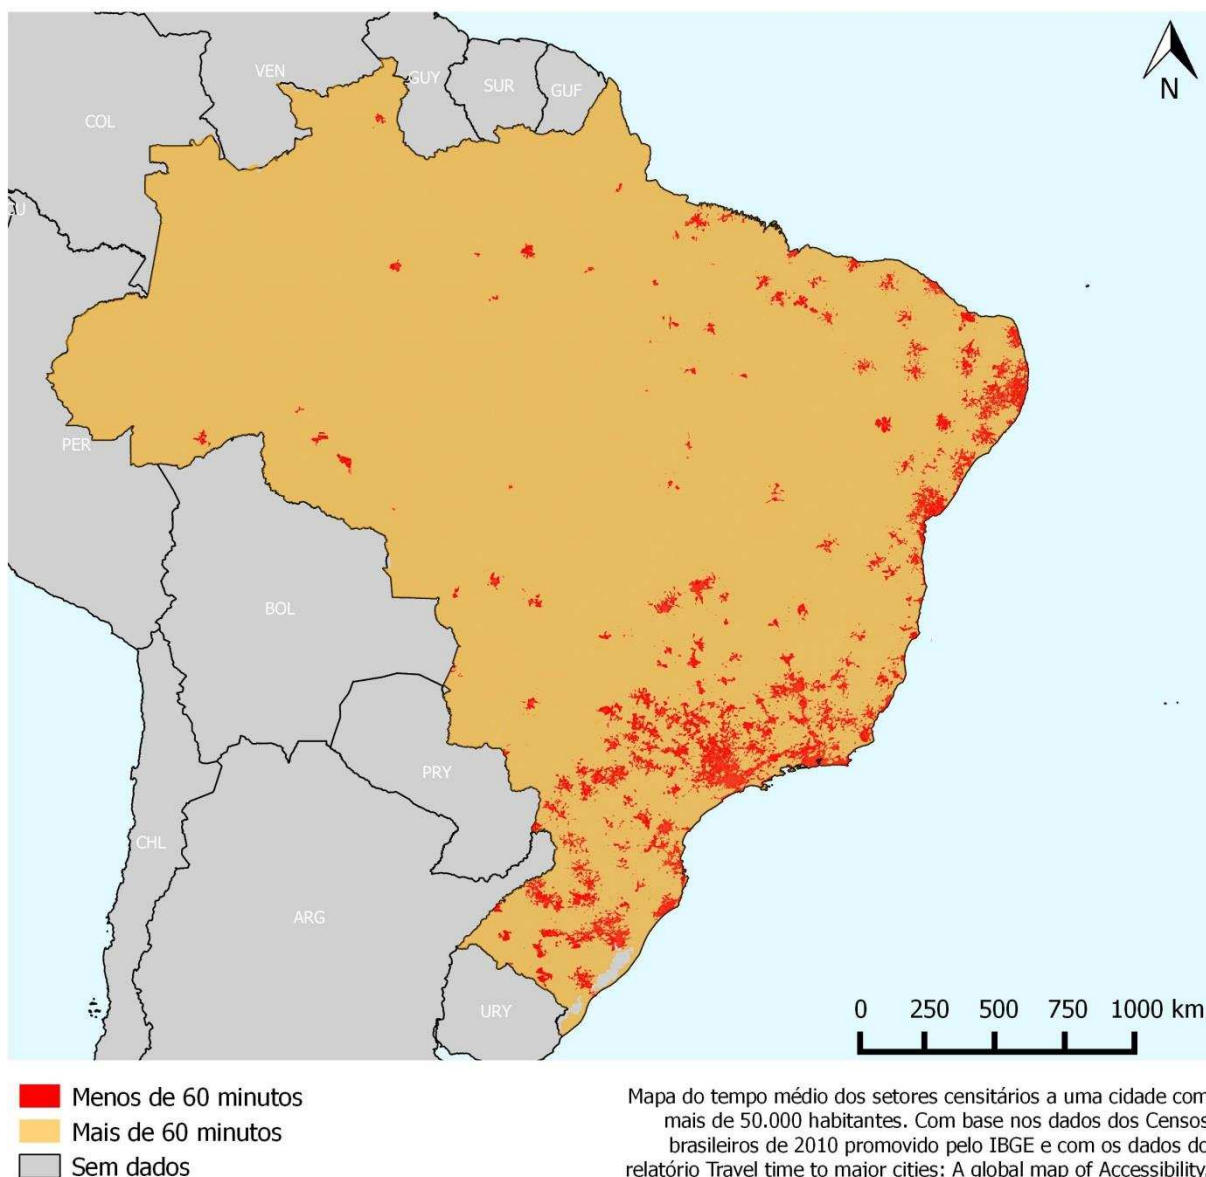 N
VEN
GUY
SUR
GUF
COL
PER
BOL
PRY
CHL
ARG
URY
0 250 500 750 1000 km
Menos de 60 minutos
Mais de 60 minutos
Sem dados
Mapa do tempo médio dos setores censitários a uma cidade com
mais de 50.000 habitantes. Com base nos dados dos Censos
brasileiros de 2010 promovido pelo IBGE e com os dados do
relatório Travel time to major cities: A global map of Accessibility.